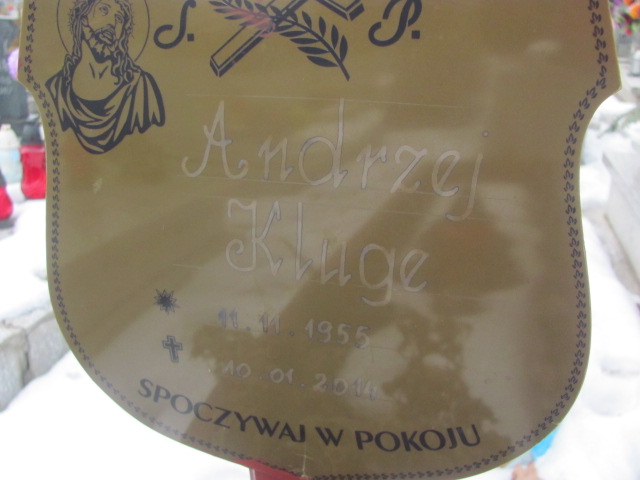 Ś. P.
Andrzej
Kluge
11.11.1955
10.01.2014
SPOCZYWAJ W POKOJU